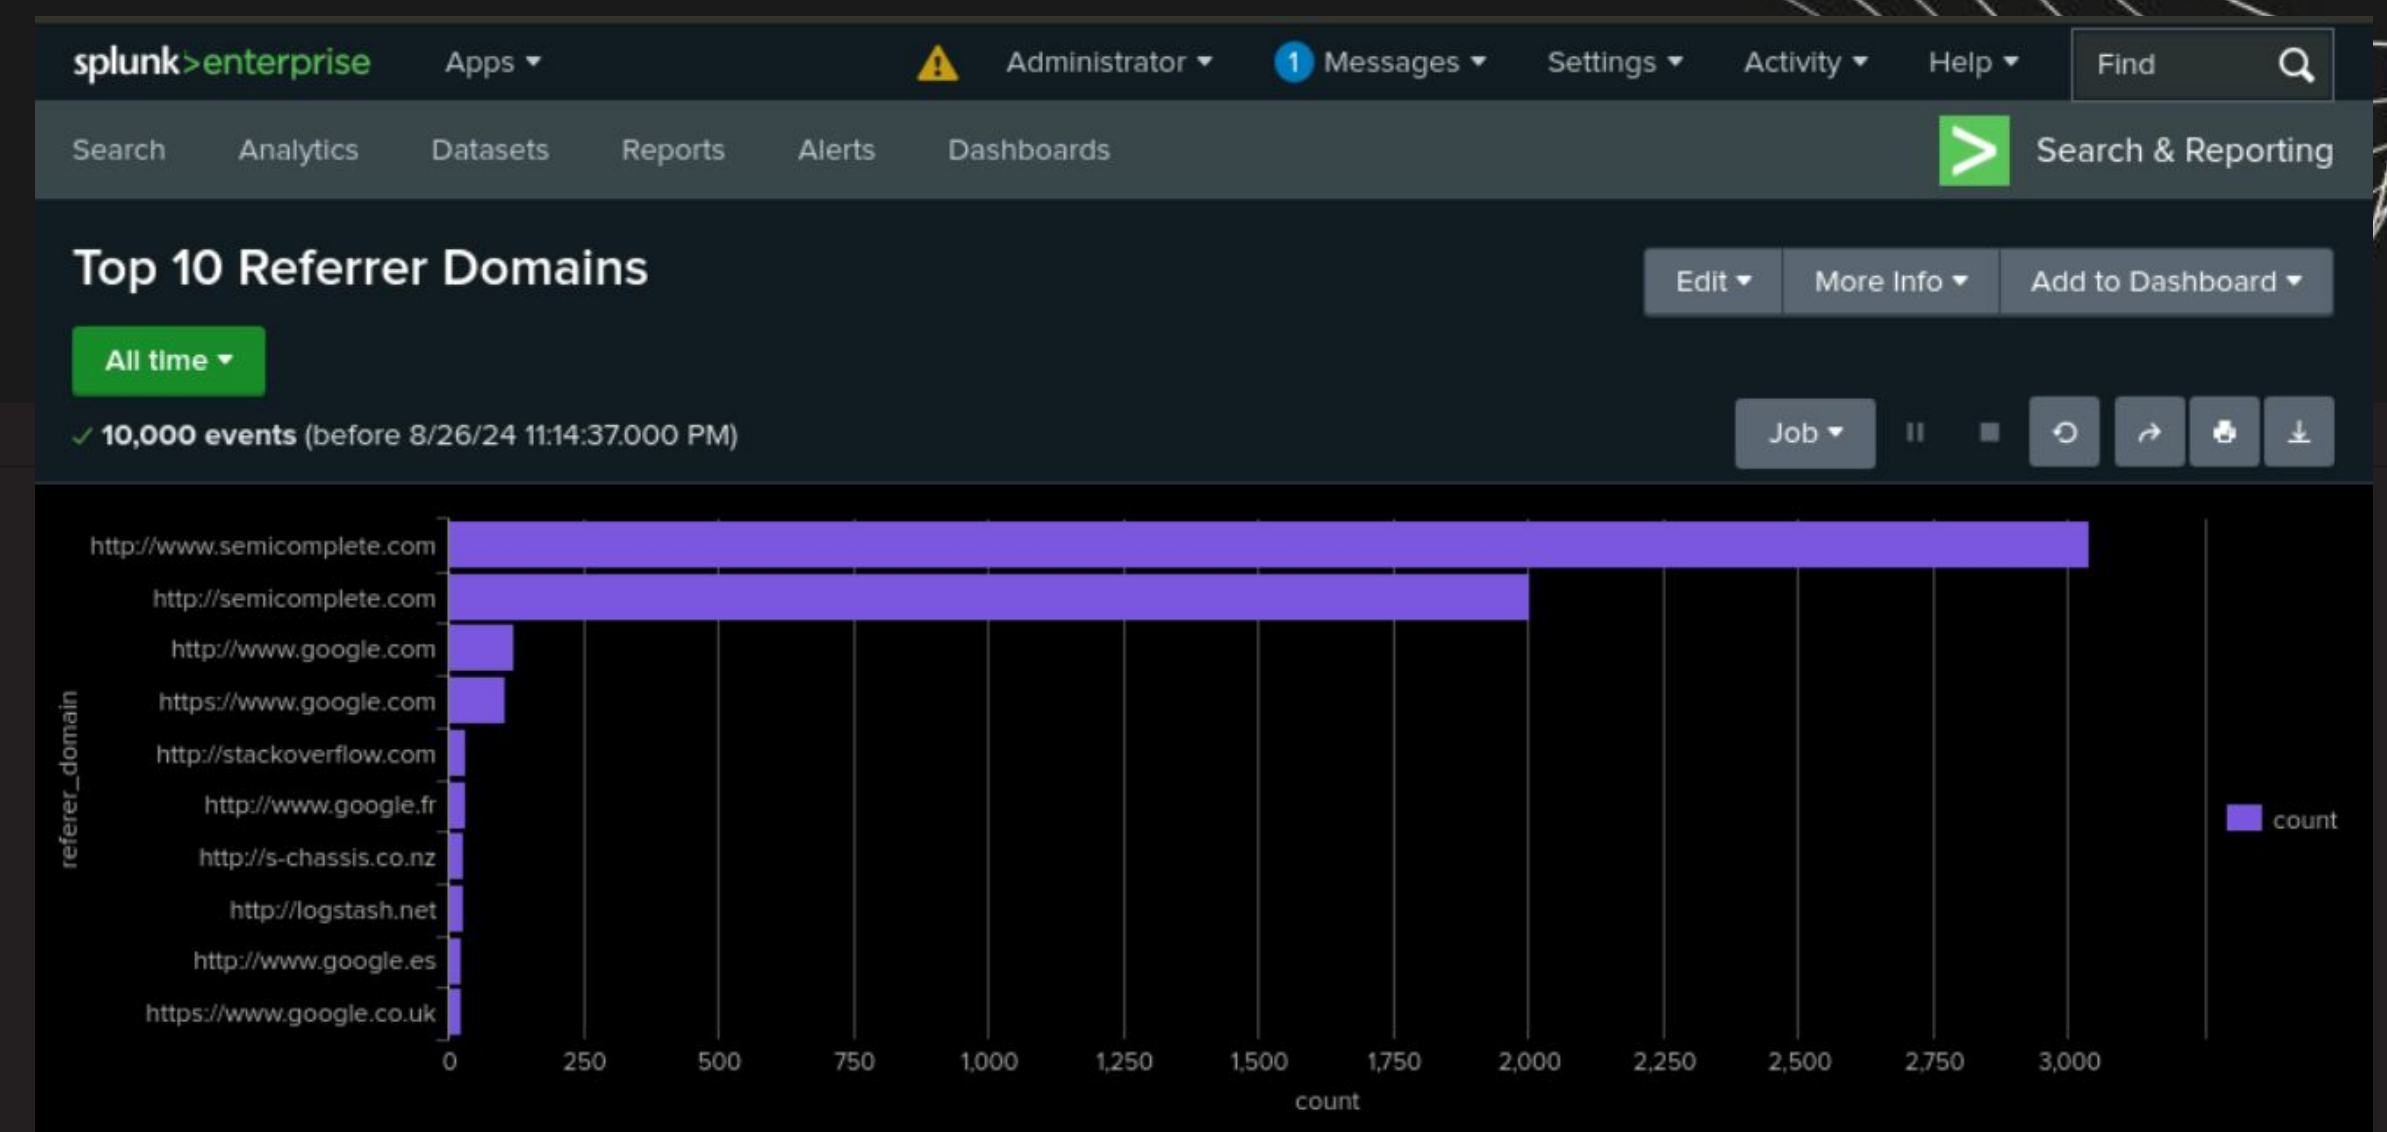 splunk>enterprise Apps Administrator 1 Messages Settings Activity Help Find
Search Analytics Datasets Reports Alerts Dashboards > Search & Reporting
Top 10 Referrer Domains
Edit More Info Add to Dashboard
All time
✓ 10,000 events (before 8/26/24 11:14:37.000 PM)
Job
http://www.semicomplete.com
http://semicomplete.com
http://www.google.com
https://www.google.com
http://stackoverflow.com
http://www.google.fr
http://s-chassis.co.nz
http://logstash.net
http://www.google.es
https://www.google.co.uk
referer_domain
count
0 250 500 750 1,000 1,250 1,500 1,750 2,000 2,250 2,500 2,750 3,000
count